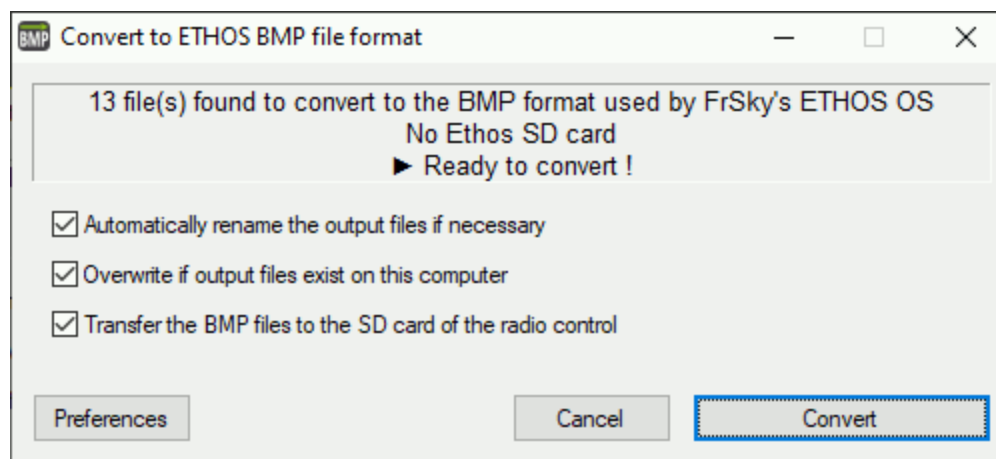 BMP Convert to ETHOS BMP file format
13 file(s) found to convert to the BMP format used by FrSky's ETHOS OS
No Ethos SD card
► Ready to convert !
Automatically rename the output files if necessary
Overwrite if output files exist on this computer
Transfer the BMP files to the SD card of the radio control
Preferences Cancel Convert